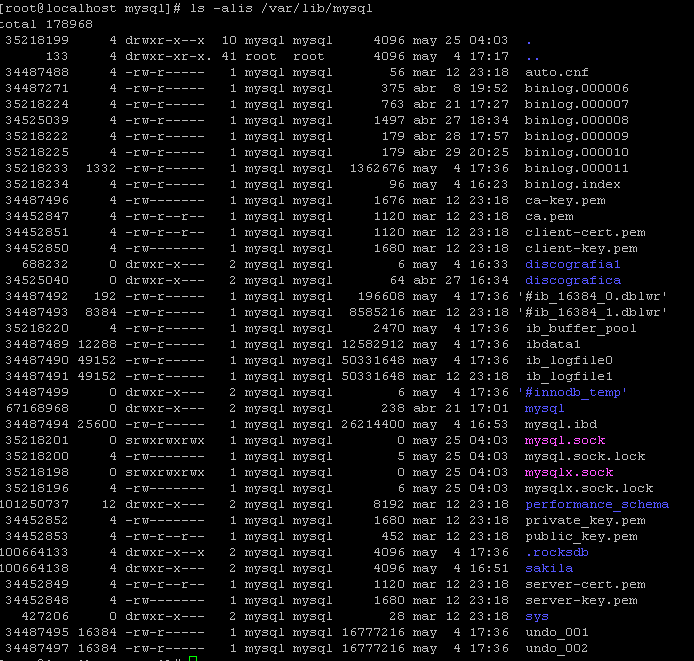 [root@localhost mysql]# ls -alis /var/lib/mysql
total 178968
35218199 4 drwxr-x--x 10 mysql mysql 4096 may 25 04:03 .
133 4 drwxr-xr-x. 41 root root 4096 may 4 17:17 ..
34487488 4 -rw-r----- 1 mysql mysql 56 mar 12 23:18 auto.cnf
34487271 4 -rw-r----- 1 mysql mysql 375 abr 8 19:52 binlog.000006
35218224 4 -rw-r----- 1 mysql mysql 763 abr 21 17:27 binlog.000007
34525039 4 -rw-r----- 1 mysql mysql 1497 abr 27 18:34 binlog.000008
35218222 4 -rw-r----- 1 mysql mysql 179 abr 28 17:57 binlog.000009
35218225 4 -rw-r----- 1 mysql mysql 179 abr 29 20:25 binlog.000010
35218233 1332 -rw-r----- 1 mysql mysql 1362676 may 4 17:36 binlog.000011
35218234 4 -rw-r----- 1 mysql mysql 96 may 4 16:23 binlog.index
34487496 4 -rw------- 1 mysql mysql 1676 mar 12 23:18 ca-key.pem
34452847 4 -rw-r--r-- 1 mysql mysql 1120 mar 12 23:18 ca.pem
34452851 4 -rw-r--r-- 1 mysql mysql 1120 mar 12 23:18 client-cert.pem
34452850 4 -rw------- 1 mysql mysql 1680 mar 12 23:18 client-key.pem
688232 0 drwxr-x--- 2 mysql mysql 6 may 4 16:33 discografia1
34525040 0 drwxr-x--- 2 mysql mysql 64 abr 27 16:34 discografica
34487492 192 -rw-r----- 1 mysql mysql 196608 may 4 17:36 '#ib_16384_0.dblwr'
34487493 8384 -rw-r----- 1 mysql mysql 8585216 mar 12 23:18 '#ib_16384_1.dblwr'
35218220 4 -rw-r----- 1 mysql mysql 2470 may 4 17:36 ib_buffer_pool
34487489 12288 -rw-r----- 1 mysql mysql 12582912 may 4 17:36 ibdata1
34487490 49152 -rw-r----- 1 mysql mysql 50331648 may 4 17:36 ib_logfile0
34487491 49152 -rw-r----- 1 mysql mysql 50331648 mar 12 23:18 ib_logfile1
34487499 0 drwxr-x--- 2 mysql mysql 6 may 4 17:36 '#innodb_temp'
67168968 0 drwxr-x--- 2 mysql mysql 238 abr 21 17:01 mysql
34487494 25600 -rw-r----- 1 mysql mysql 26214400 may 4 16:53 mysql.ibd
35218201 0 srwxrwxrwx 1 mysql mysql 0 may 25 04:03 mysql.sock
35218200 4 -rw------- 1 mysql mysql 5 may 25 04:03 mysql.sock.lock
35218198 0 srwxrwxrwx 1 mysql mysql 0 may 25 04:03 mysqlx.sock
35218196 4 -rw------- 1 mysql mysql 6 may 25 04:03 mysqlx.sock.lock
101250737 12 drwxr-x--- 2 mysql mysql 8192 mar 12 23:18 performance_schema
34452852 4 -rw------- 1 mysql mysql 1680 mar 12 23:18 private_key.pem
34452853 4 -rw-r--r-- 1 mysql mysql 452 mar 12 23:18 public_key.pem
100664133 4 drwxr-x--x 2 mysql mysql 4096 may 4 17:36 .rocksdb
100664138 4 drwxr-x--- 2 mysql mysql 4096 may 4 16:51 sakila
34452849 4 -rw-r--r-- 1 mysql mysql 1120 mar 12 23:18 server-cert.pem
34452848 4 -rw------- 1 mysql mysql 1680 mar 12 23:18 server-key.pem
427206 0 drwxr-x--- 2 mysql mysql 28 mar 12 23:18 sys
34487495 16384 -rw-r----- 1 mysql mysql 16777216 may 4 17:36 undo_001
34487497 16384 -rw-r----- 1 mysql mysql 16777216 may 4 17:36 undo_002